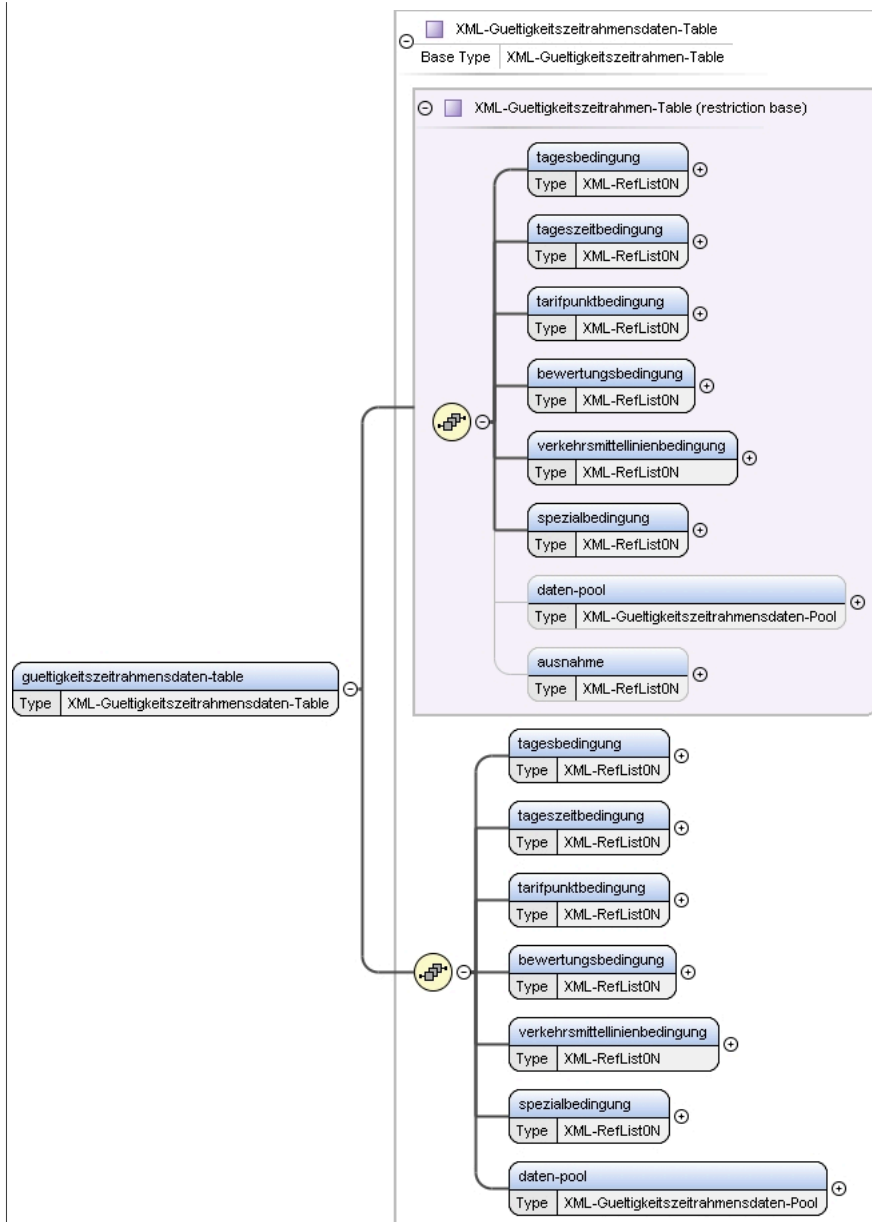 XML-Gueltigkeitszeitrahmensdaten-Table
Base Type XML-Gueltigkeitszeitrahmen-Table
XML-Gueltigkeitszeitrahmen-Table (restriction base)
tagesbedingung
Type XML-RefList0N
tageszeitbedingung
Type XML-RefList0N
tarifpunktbedingung
Type XML-RefList0N
bewertungsbedingung
Type XML-RefList0N
verkehrsmittellinienbedingung
Type XML-RefList0N
spezialbedingung
Type XML-RefList0N
daten-pool
Type XML-Gueltigkeitszeitrahmensdaten-Pool
ausnahme
Type XML-RefList0N
gueltigkeitszeitrahmensdaten-table
Type XML-Gueltigkeitszeitrahmensdaten-Table
tagesbedingung
Type XML-RefList0N
tageszeitbedingung
Type XML-RefList0N
tarifpunktbedingung
Type XML-RefList0N
bewertungsbedingung
Type XML-RefList0N
verkehrsmittellinienbedingung
Type XML-RefList0N
spezialbedingung
Type XML-RefList0N
daten-pool
Type XML-Gueltigkeitszeitrahmensdaten-Pool